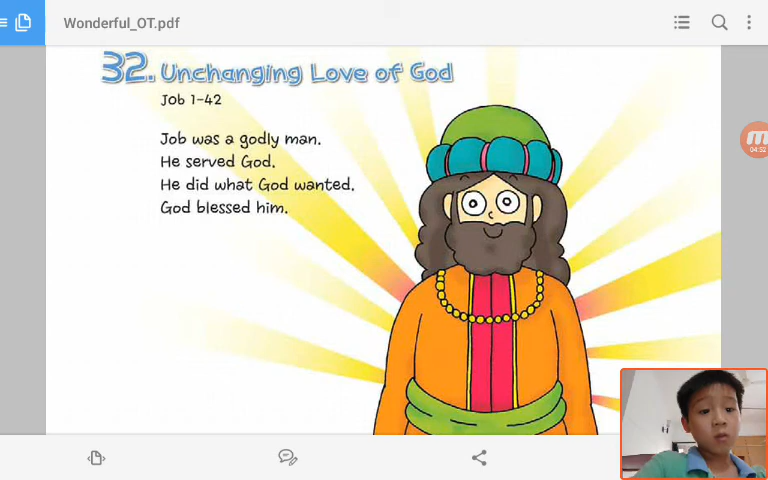 Wonderful_OT.pdf
32. Unchanging Love of God
Job 1-42
Job was a godly man.
He served God.
He did what God wanted.
God blessed him.
04:52